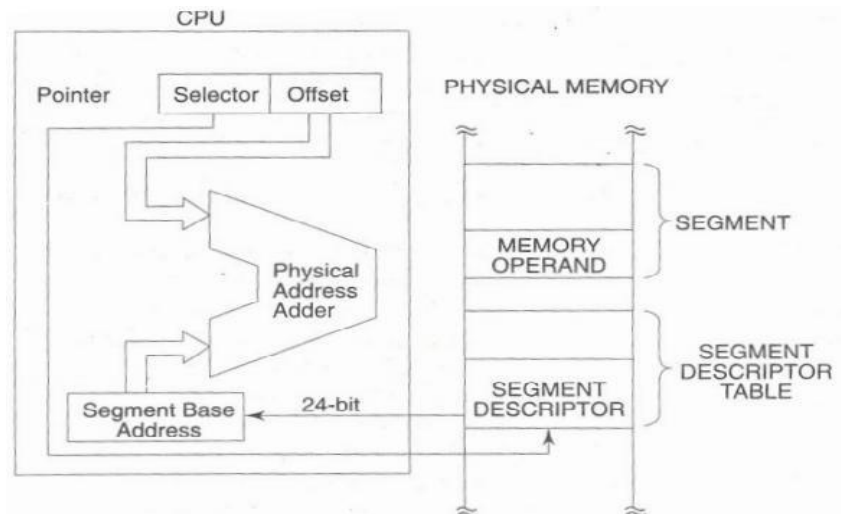 CPU
Pointer
Selector
Offset
PHYSICAL MEMORY
SEGMENT
MEMORY
OPERAND
Physical
Address
Adder
SEGMENT
DESCRIPTOR
TABLE
SEGMENT
DESCRIPTOR
24-bit
Segment Base
Address